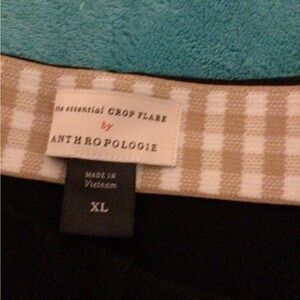 the essential CROP FLARE
by
ANTHROPOLOGIE
MADE IN
Vietnam
XL